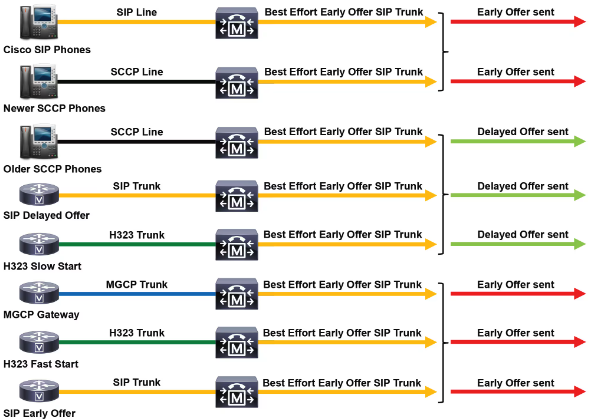 SIP Line Best Effort Early Offer SIP Trunk Early Offer sent
M
Cisco SIP Phones
SCCP Line Best Effort Early Offer SIP Trunk Early Offer sent
M
Newer SCCP Phones
SCCP Line Best Effort Early Offer SIP Trunk Delayed Offer sent
M
Older SCCP Phones
SIP Trunk Best Effort Early Offer SIP Trunk Delayed Offer sent
V M
SIP Delayed Offer
H323 Trunk Best Effort Early Offer SIP Trunk Delayed Offer sent
V M
H323 Slow Start
MGCP Trunk Best Effort Early Offer SIP Trunk Early Offer sent
V M
MGCP Gateway
H323 Trunk Best Effort Early Offer SIP Trunk Early Offer sent
V M
H323 Fast Start
SIP Trunk Best Effort Early Offer SIP Trunk Early Offer sent
V M
SIP Early Offer